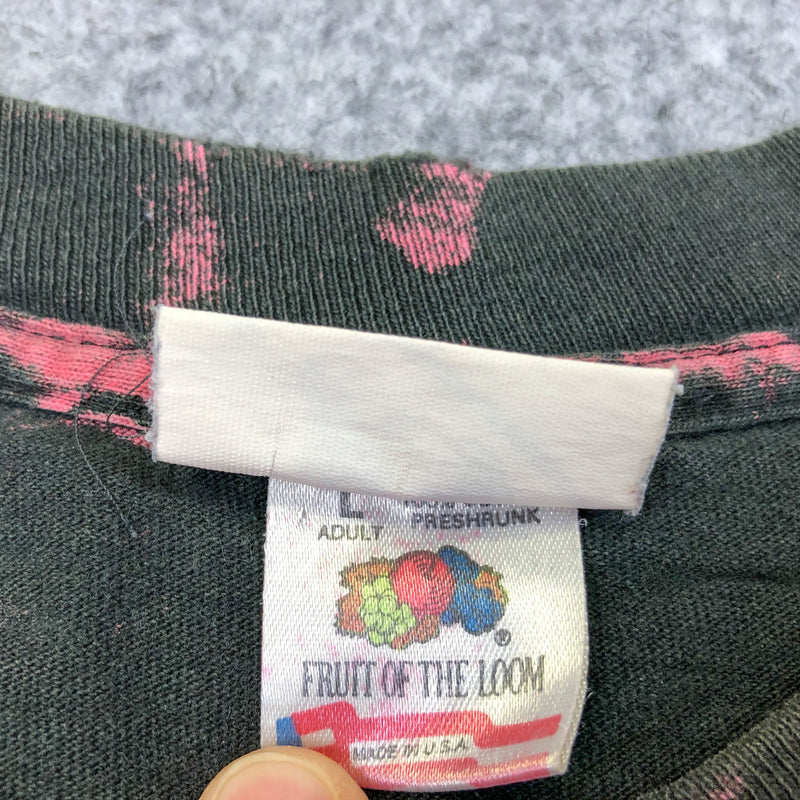 L
ADULT PRESHRUNK
®
FRUIT OF THE LOOM
MADE IN U.S.A.